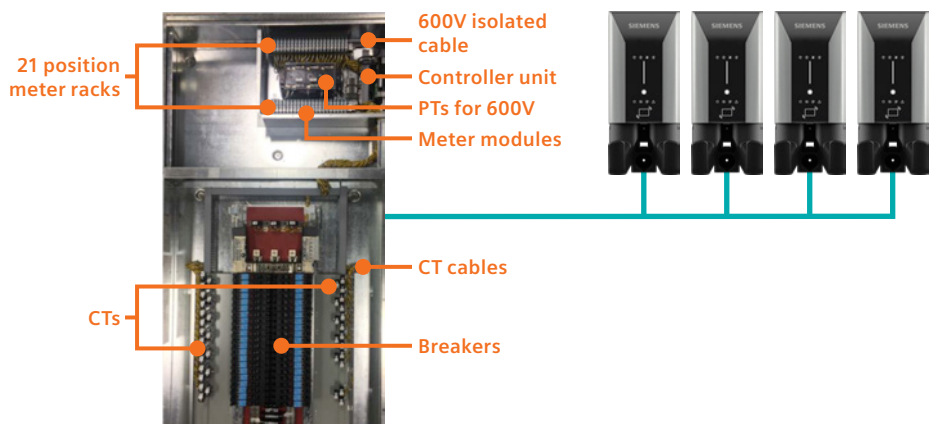 600V isolated
cable
21 position
meter racks
Controller unit
PTs for 600V
Meter modules
CT cables
CTs
Breakers
SIEMENS
SIEMENS
SIEMENS
SIEMENS